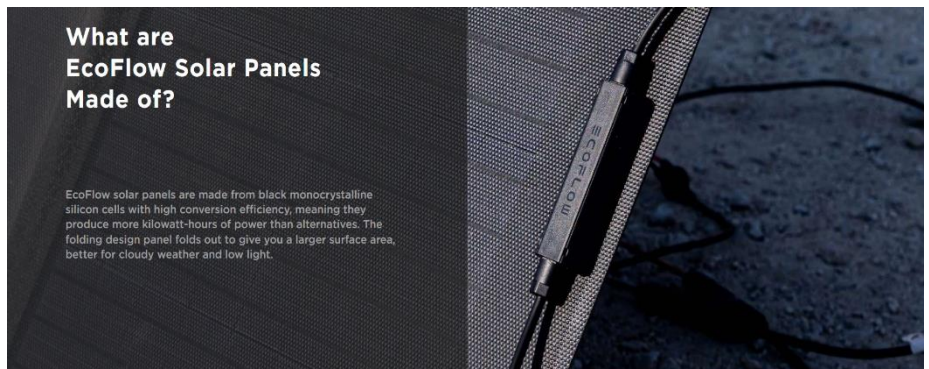 What are
EcoFlow Solar Panels
Made of?
EcoFlow solar panels are made from black monocrystalline
silicon cells with high conversion efficiency, meaning they
produce more kilowatt-hours of power than alternatives. The
folding design panel folds out to give you a larger surface area,
better for cloudy weather and low light.
ECOFLOW